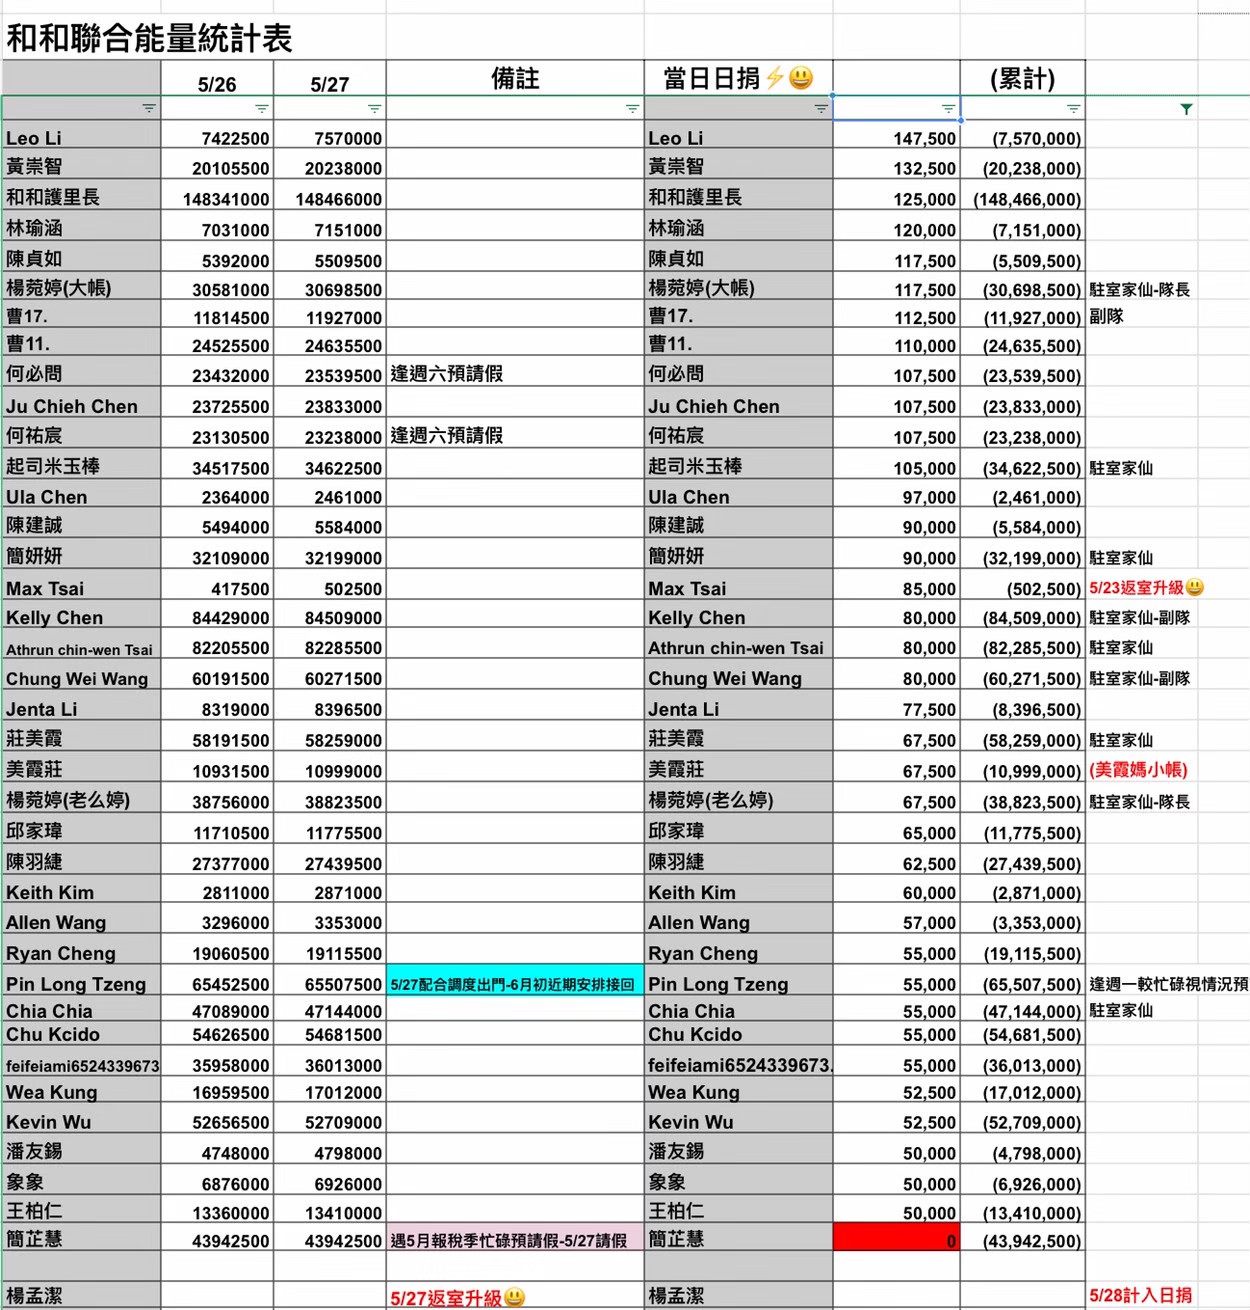 和和聯合能量統計表
5/26 5/27 備註 當日日捐⚡😃 (累計)
Leo Li 7422500 7570000 Leo Li 147,500 (7,570,000)
黃崇智 20105500 20238000 黃崇智 132,500 (20,238,000)
和和護里長 148341000 148466000 和和護里長 125,000 (148,466,000)
林瑜涵 7031000 7151000 林瑜涵 120,000 (7,151,000)
陳貞如 5392000 5509500 陳貞如 117,500 (5,509,500)
楊菀婷(大帳) 30581000 30698500 楊菀婷(大帳) 117,500 (30,698,500) 駐室家仙-隊長
曹17. 11814500 11927000 曹17. 112,500 (11,927,000) 副隊
曹11. 24525500 24635500 曹11. 110,000 (24,635,500)
何必問 23432000 23539500 逢週六預請假 何必問 107,500 (23,539,500)
Ju Chieh Chen 23725500 23833000 Ju Chieh Chen 107,500 (23,833,000)
何祐宸 23130500 23238000 逢週六預請假 何祐宸 107,500 (23,238,000)
起司米玉棒 34517500 34622500 起司米玉棒 105,000 (34,622,500) 駐室家仙
Ula Chen 2364000 2461000 Ula Chen 97,000 (2,461,000)
陳建誠 5494000 5584000 陳建誠 90,000 (5,584,000)
簡妍妍 32109000 32199000 簡妍妍 90,000 (32,199,000) 駐室家仙
Max Tsai 417500 502500 Max Tsai 85,000 (502,500) 5/23返室升級😃
Kelly Chen 84429000 84509000 Kelly Chen 80,000 (84,509,000) 駐室家仙-副隊
Athrun chin-wen Tsai 82205500 82285500 Athrun chin-wen Tsai 80,000 (82,285,500) 駐室家仙
Chung Wei Wang 60191500 60271500 Chung Wei Wang 80,000 (60,271,500) 駐室家仙-副隊
Jenta Li 8319000 8396500 Jenta Li 77,500 (8,396,500)
莊美霞 58191500 58259000 莊美霞 67,500 (58,259,000) 駐室家仙
美霞莊 10931500 10999000 美霞莊 67,500 (10,999,000) (美霞媽小帳)
楊菀婷(老么婷) 38756000 38823500 楊菀婷(老么婷) 67,500 (38,823,500) 駐室家仙-隊長
邱家瑋 11710500 11775500 邱家瑋 65,000 (11,775,500)
陳羽緁 27377000 27439500 陳羽緁 62,500 (27,439,500)
Keith Kim 2811000 2871000 Keith Kim 60,000 (2,871,000)
Allen Wang 3296000 3353000 Allen Wang 57,000 (3,353,000)
Ryan Cheng 19060500 19115500 Ryan Cheng 55,000 (19,115,500)
Pin Long Tzeng 65452500 65507500 5/27配合調度出門-6月初近期安排接回 Pin Long Tzeng 55,000 (65,507,500) 逢週一較忙碌視情況預
Chia Chia 47089000 47144000 Chia Chia 55,000 (47,144,000) 駐室家仙
Chu Kcido 54626500 54681500 Chu Kcido 55,000 (54,681,500)
feifeiami6524339673 35958000 36013000 feifeiami6524339673. 55,000 (36,013,000)
Wea Kung 16959500 17012000 Wea Kung 52,500 (17,012,000)
Kevin Wu 52656500 52709000 Kevin Wu 52,500 (52,709,000)
潘友錫 4748000 4798000 潘友錫 50,000 (4,798,000)
象象 6876000 6926000 象象 50,000 (6,926,000)
王柏仁 13360000 13410000 王柏仁 50,000 (13,410,000)
簡芷慧 43942500 43942500 遇5月報稅季忙碌預請假-5/27請假 簡芷慧 0 (43,942,500)
楊孟潔 5/27返室升級😃 楊孟潔 5/28計入日捐